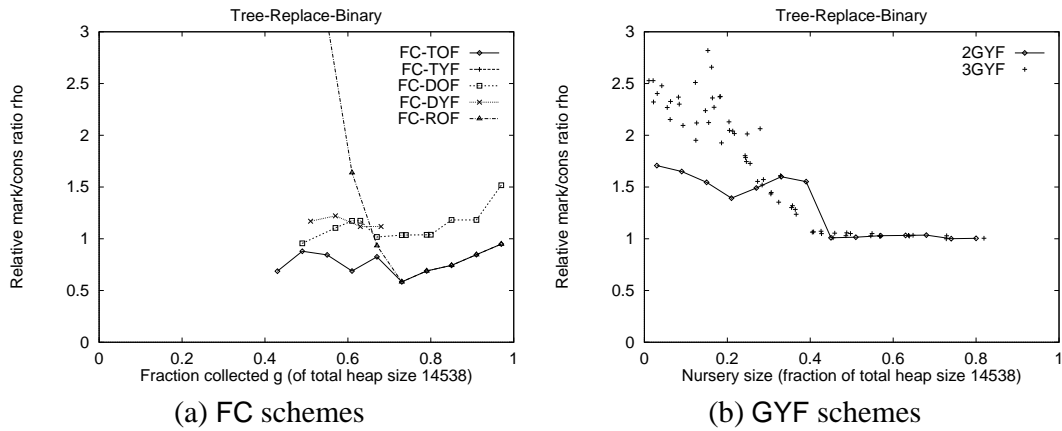 Tree-Replace-Binary
Relative mark/cons ratio rho
3
2.5
2
1.5
1
0.5
0
FC-TOF
FC-TYF
FC-DOF
FC-DYF
FC-ROF
0 0.2 0.4 0.6 0.8 1
Fraction collected g (of total heap size 14538)
(a) FC schemes
Tree-Replace-Binary
Relative mark/cons ratio rho
3
2.5
2
1.5
1
0.5
0
2GYF
3GYF
0 0.2 0.4 0.6 0.8 1
Nursery size (fraction of total heap size 14538)
(b) GYF schemes